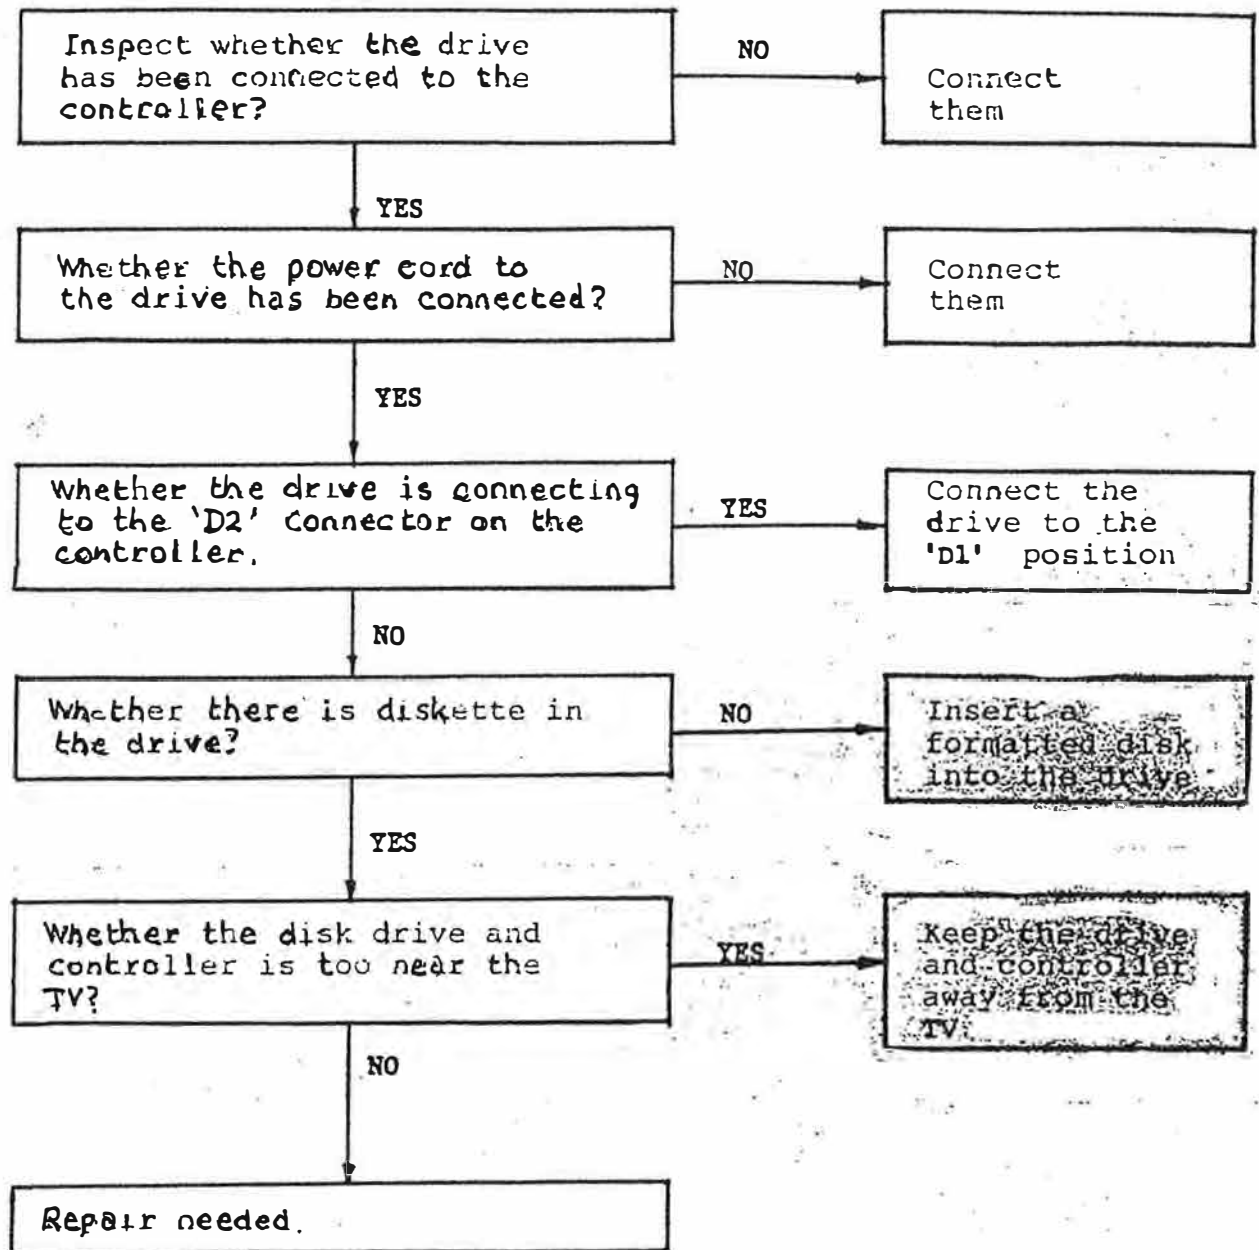 Inspect whether the drive
has been connected to the
controller?
NO
Connect
them
YES
Whether the power cord to
the drive has been connected?
NO
Connect
them
YES
Whether the drive is connecting
to the 'D2' connector on the
controller.
YES
Connect the
drive to the
'D1' position
NO
Whether there is diskette in
the drive?
NO
Insert a
formatted disk
into the drive
YES
Whether the disk drive and
controller is too near the
TV?
YES
Keep the drive
and controller
away from the
TV
NO
Repair needed.